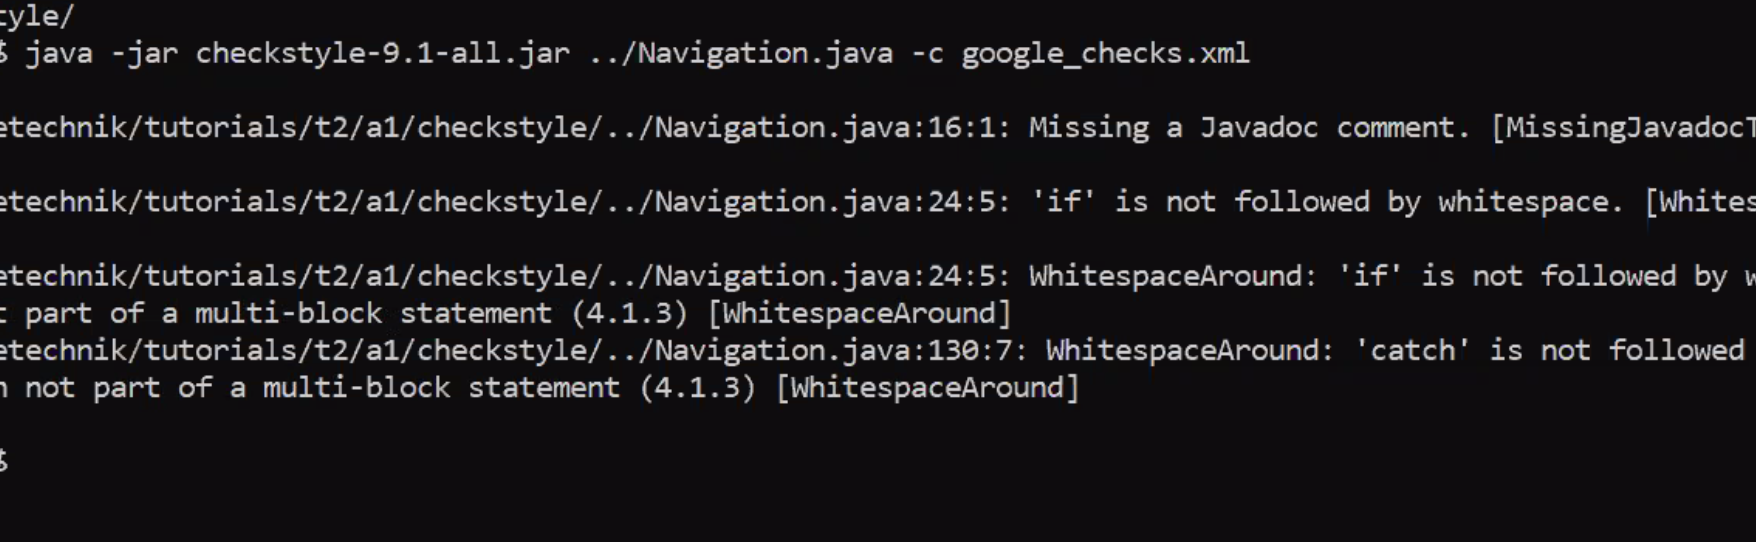 tyle/
$ java -jar checkstyle-9.1-all.jar ../Navigation.java -c google_checks.xml
etechnik/tutorials/t2/a1/checkstyle/../Navigation.java:16:1: Missing a Javadoc comment. [MissingJavadocT
etechnik/tutorials/t2/a1/checkstyle/../Navigation.java:24:5: 'if' is not followed by whitespace. [Whites
etechnik/tutorials/t2/a1/checkstyle/../Navigation.java:24:5: WhitespaceAround: 'if' is not followed by w
t part of a multi-block statement (4.1.3) [WhitespaceAround]
etechnik/tutorials/t2/a1/checkstyle/../Navigation.java:130:7: WhitespaceAround: 'catch' is not followed
n not part of a multi-block statement (4.1.3) [WhitespaceAround]
$